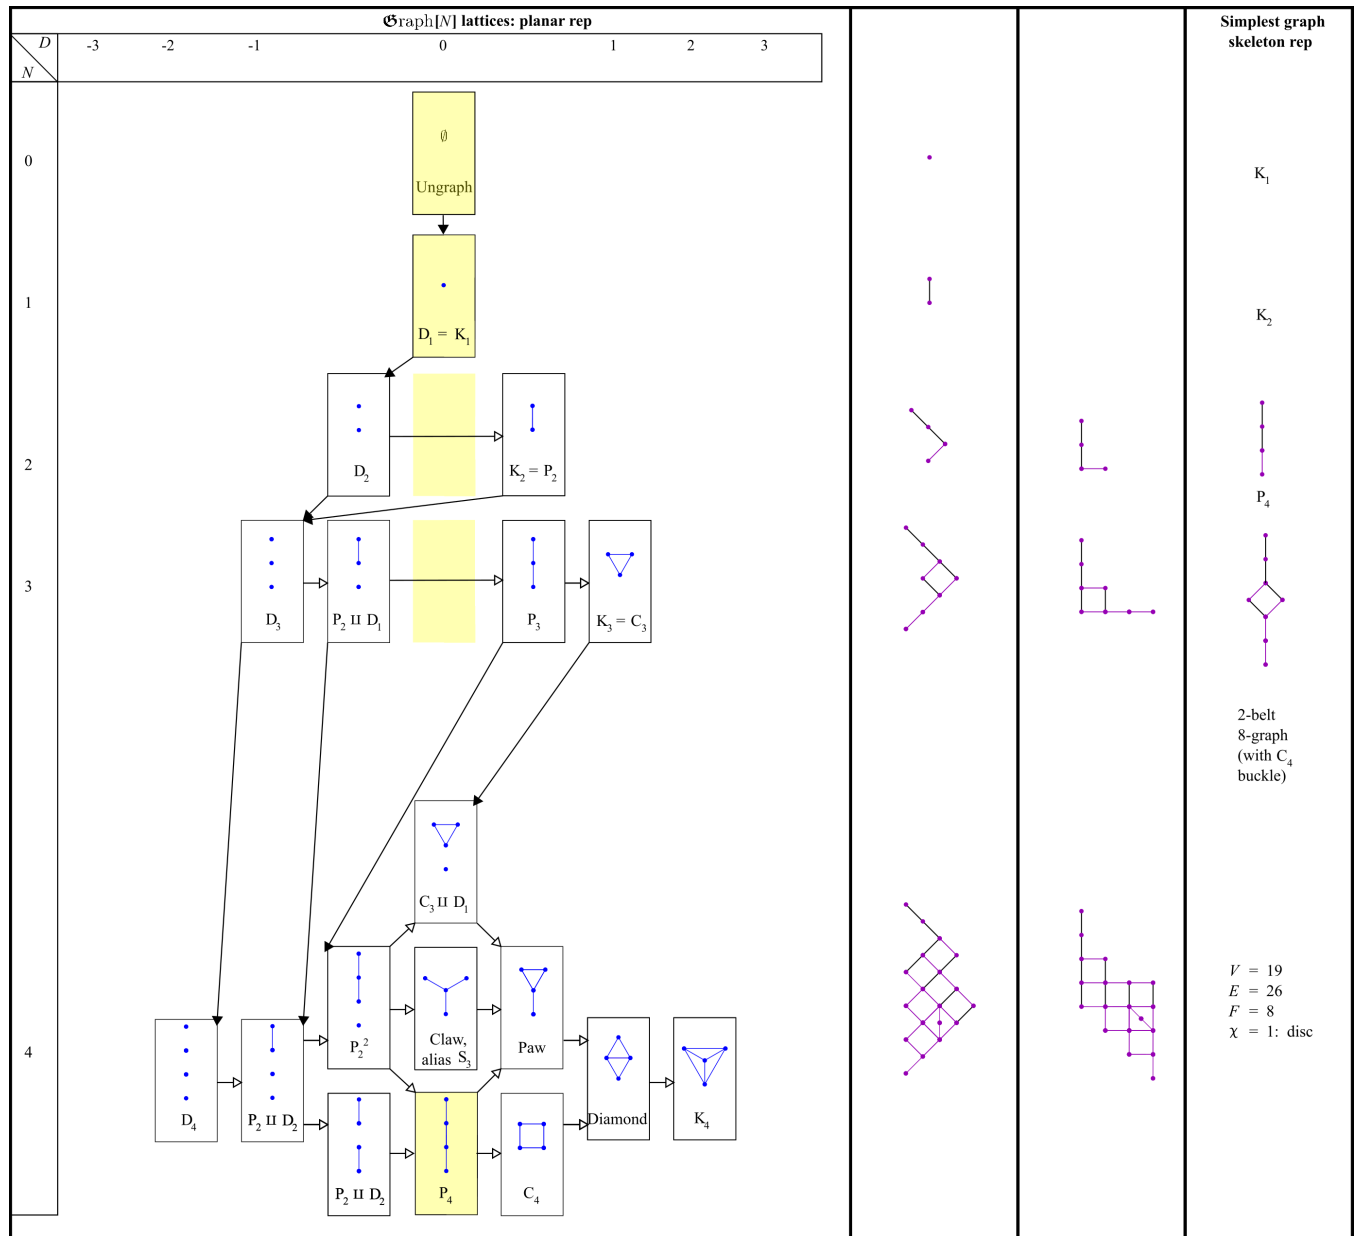 𝕲raph[N] lattices: planar rep
Simplest graph
skeleton rep
D
N
-3 -2 -1 0 1 2 3
0
∅
Ungraph
K₁
1
D₁ = K₁
K₂
2
D₂
K₂ = P₂
P₄
3
D₃
P₂ ⨿ D₁
P₃
K₃ = C₃
2-belt
8-graph
(with C₄
buckle)
C₃ ⨿ D₁
V = 19
E = 26
F = 8
χ = 1: disc
4
P₂²
Claw,
alias S₃
Paw
D₄
P₂ ⨿ D₂
Diamond
K₄
P₂ ⨿ D₂
P₄
C₄